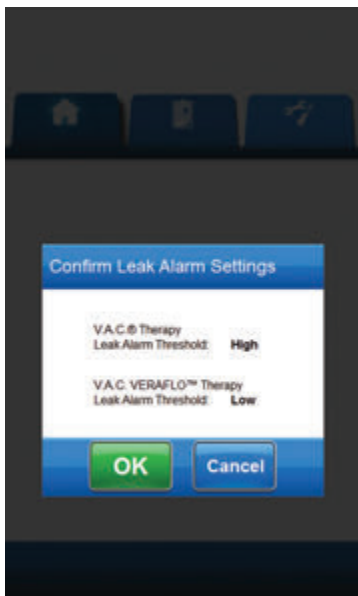 Confirm Leak Alarm Settings
V.A.C.® Therapy
Leak Alarm Threshold: High
V.A.C. VERAFLO™ Therapy
Leak Alarm Threshold: Low
OK
Cancel